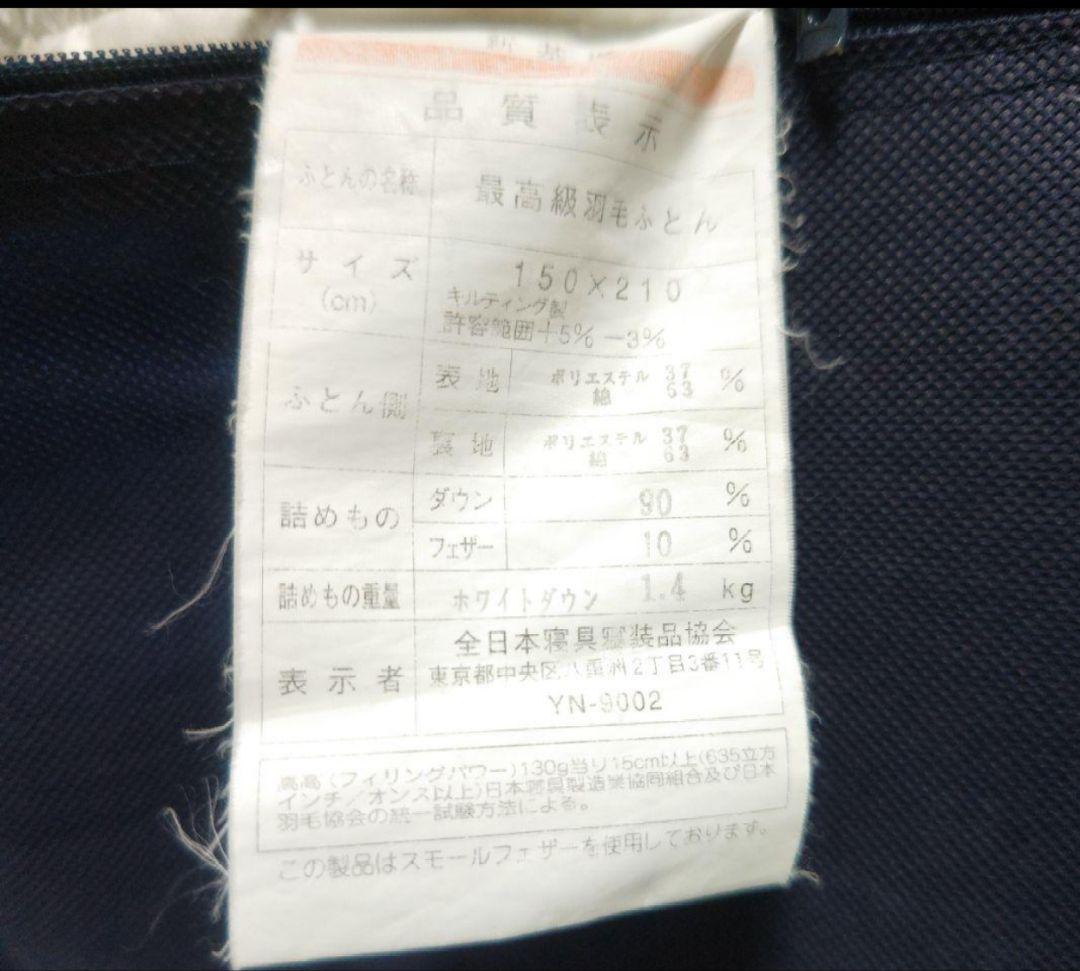 品質表示
ふとんの名称 最高級羽毛ふとん
サイズ (cm) 150×210
キルティング製
許容範囲+5% -3%
ふとん側 表地 ポリエステル 37 %
綿 63
裏地 ポリエステル 37 %
綿 63
詰めもの ダウン 90 %
フェザー 10 %
詰めもの重量 ホワイトダウン 1.4 kg
表示者 全日本寝具寝装品協会
東京都中央区八重洲2丁目3番11号
YN-9002
嵩高(フィリングパワー)130g当り15cm以上(635立方
インチ/オンス以上)日本寝具製造業協同組合及び日本
羽毛協会の統一試験方法による。
この製品はスモールフェザーを使用しております。